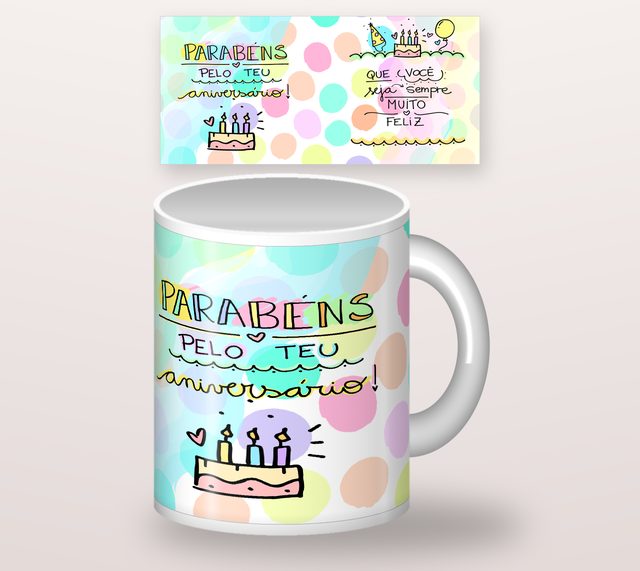 PARABÉNS
PELO TEU
aniversário!
QUE VOCÊ
seja sempre
MUITO
FELIZ
PARABÉNS
PELO TEU
aniversário!